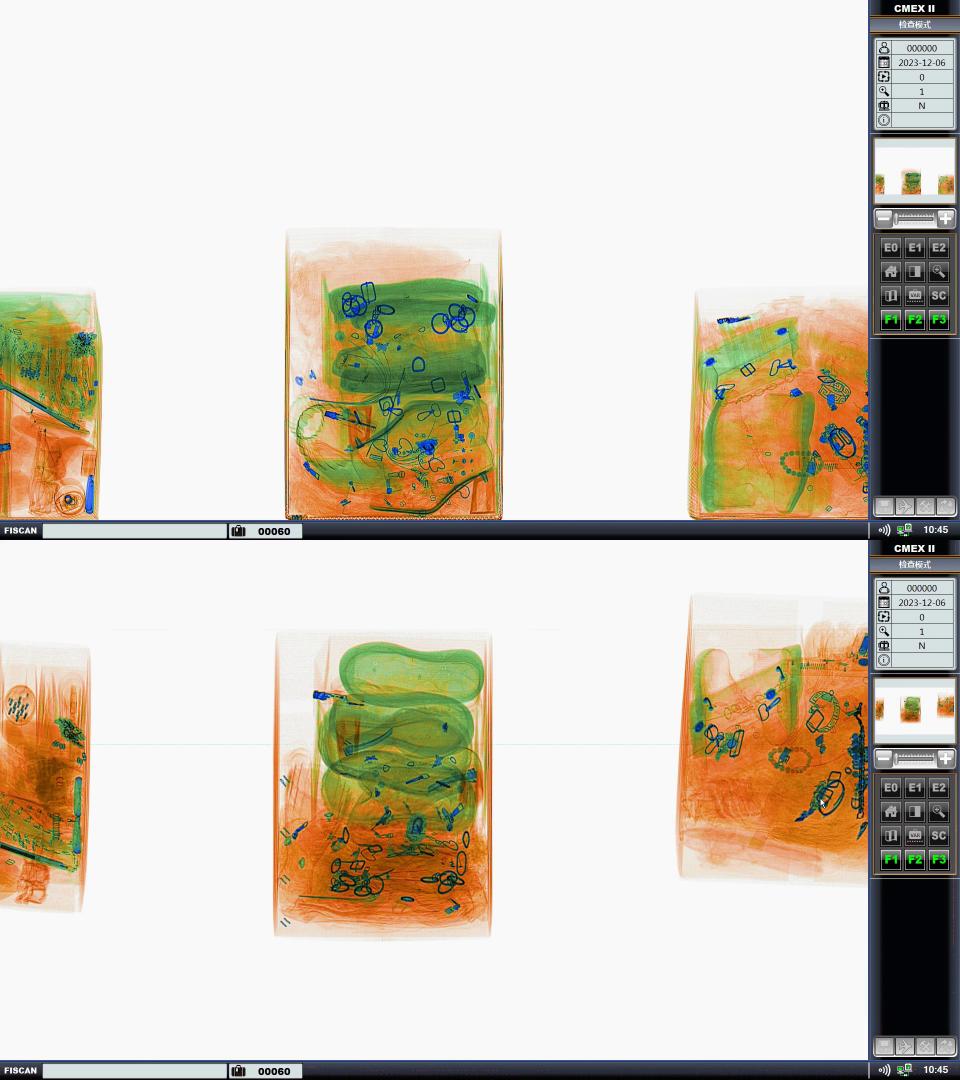 CMEX II
检查模式
000000
2023-12-06
0
1
N
E0 E1 E2
VAR SC
F1 F2 F3
FISCAN 00060 10:45
CMEX II
检查模式
000000
2023-12-06
0
1
N
E0 E1 E2
VAR SC
F1 F2 F3
FISCAN 00060 10:45